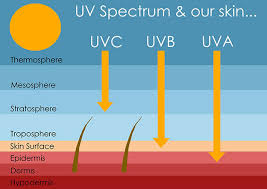 UV Spectrum & our skin...
UVC UVB UVA
Thermosphere
Mesosphere
Stratosphere
Troposphere
Skin Surface
Epidermis
Dermis
Hypodermis